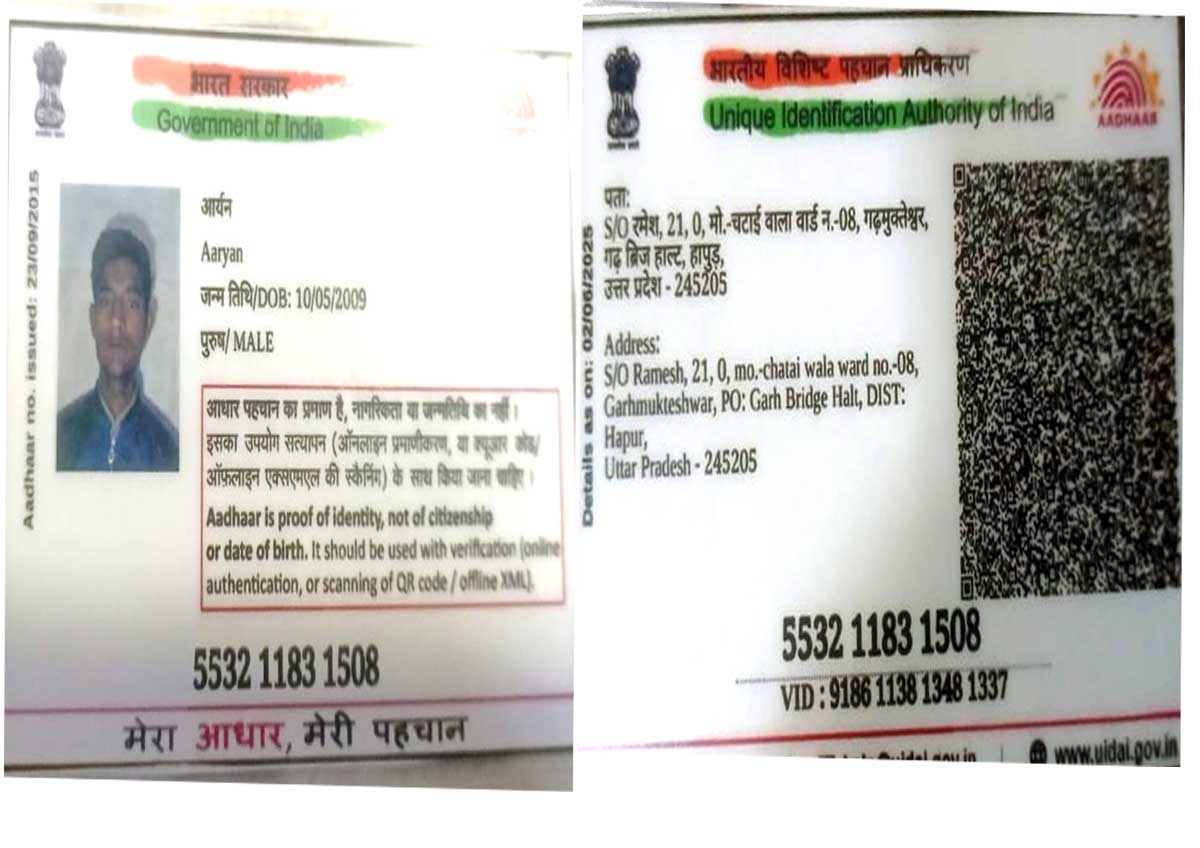 भारत सरकार
Government of India
Aadhaar no. issued: 23/09/2015
आर्यन
Aaryan
जन्म तिथि/DOB: 10/05/2009
पुरुष/ MALE
आधार पहचान का प्रमाण है, नागरिकता या जन्मतिथि का नहीं ।
इसका उपयोग सत्यापन (ऑनलाइन प्रमाणीकरण, या क्यूआर कोड/
ऑफ़लाइन एक्सएमएल की स्कैनिंग) के साथ किया जाना चाहिए ।
Aadhaar is proof of identity, not of citizenship
or date of birth. It should be used with verification (online
authentication, or scanning of QR code / offline XML).
5532 1183 1508
मेरा आधार, मेरी पहचान
भारतीय विशिष्ट पहचान प्राधिकरण
Unique Identification Authority of India
AADHAAR
Details as on: 02/06/2025
पता:
S/O रमेश, 21, 0, मो.-चटाई वाला वार्ड न.-08, गढ़मुक्तेश्वर,
गढ़ ब्रिज हाल्ट, हापुड़,
उत्तर प्रदेश - 245205
Address:
S/O Ramesh, 21, 0, mo.-chatai wala ward no.-08,
Garhmukteshwar, PO: Garh Bridge Halt, DIST:
Hapur,
Uttar Pradesh - 245205
5532 1183 1508
VID : 9186 1138 1348 1337
www.uidai.gov.in